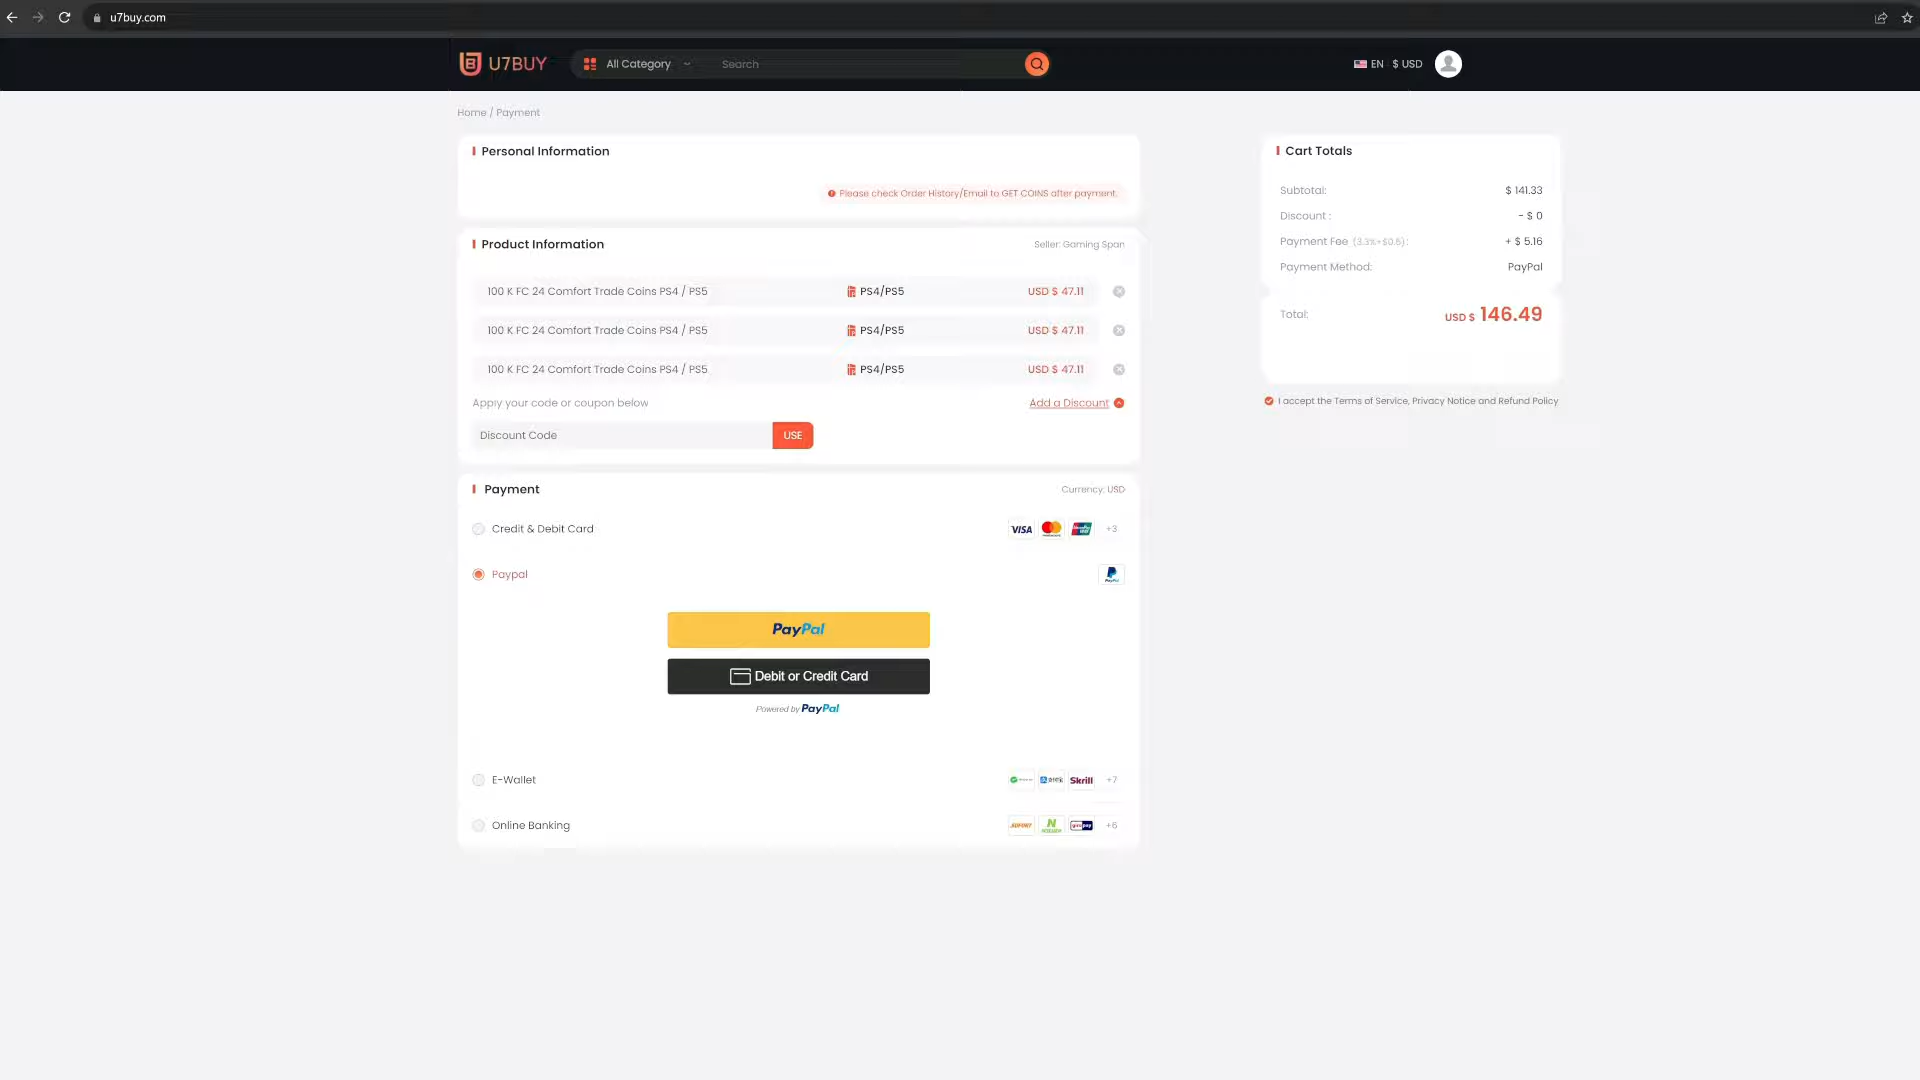 u7buy.com
U7BUY
All Category
Search
EN
$ USD
Home / Payment
Personal Information
Please check Order History/Email to GET COINS after payment.
Product Information
Seller: Gaming Span
100 K FC 24 Comfort Trade Coins PS4 / PS5
PS4/PS5
USD $ 47.11
100 K FC 24 Comfort Trade Coins PS4 / PS5
PS4/PS5
USD $ 47.11
100 K FC 24 Comfort Trade Coins PS4 / PS5
PS4/PS5
USD $ 47.11
Apply your code or coupon below
Add a Discount
Discount Code
USE
Payment
Currency: USD
Credit & Debit Card
VISA
+3
Paypal
PayPal
PayPal
Debit or Credit Card
Powered by PayPal
E-Wallet
Skrill
+7
Online Banking
+6
Cart Totals
Subtotal:
$ 141.33
Discount :
- $ 0
Payment Fee (3.3%+$0.5) :
+ $ 5.16
Payment Method:
PayPal
Total:
USD $ 146.49
I accept the Terms of Service, Privacy Notice and Refund Policy